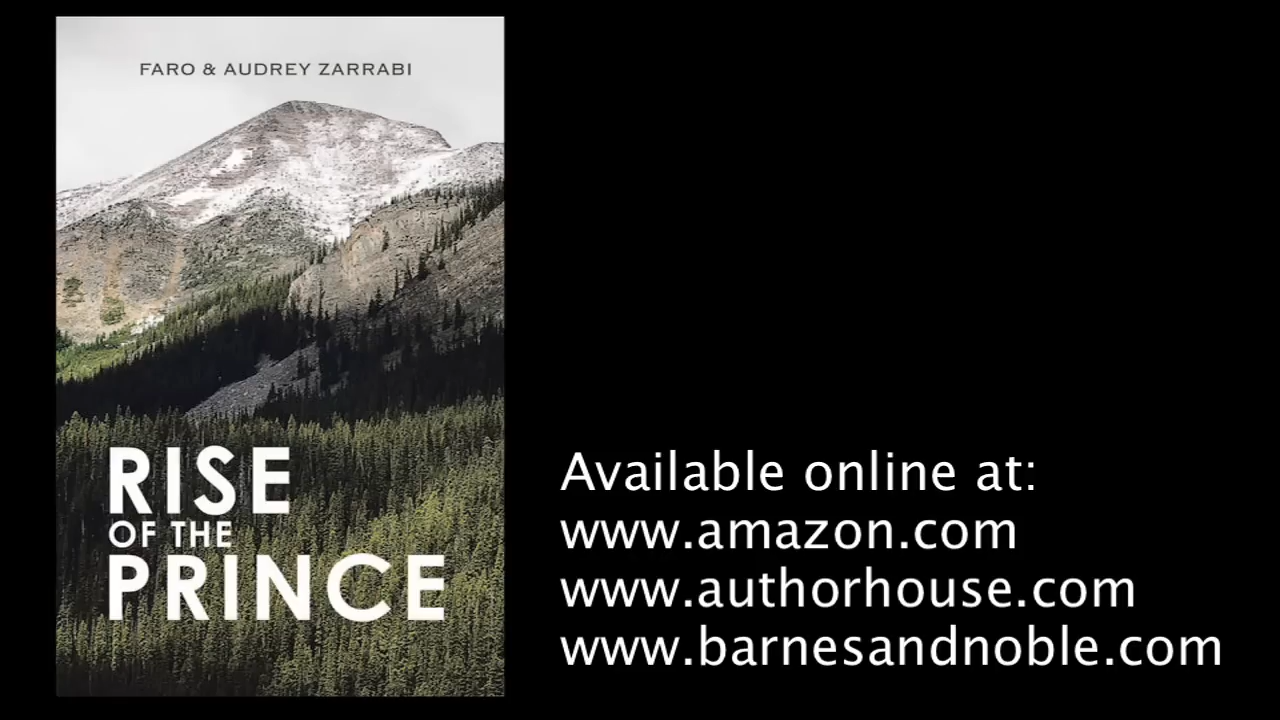 FARO & AUDREY ZARRABI
RISE
OF THE
PRINCE
Available online at:
www.amazon.com
www.authorhouse.com
www.barnesandnoble.com